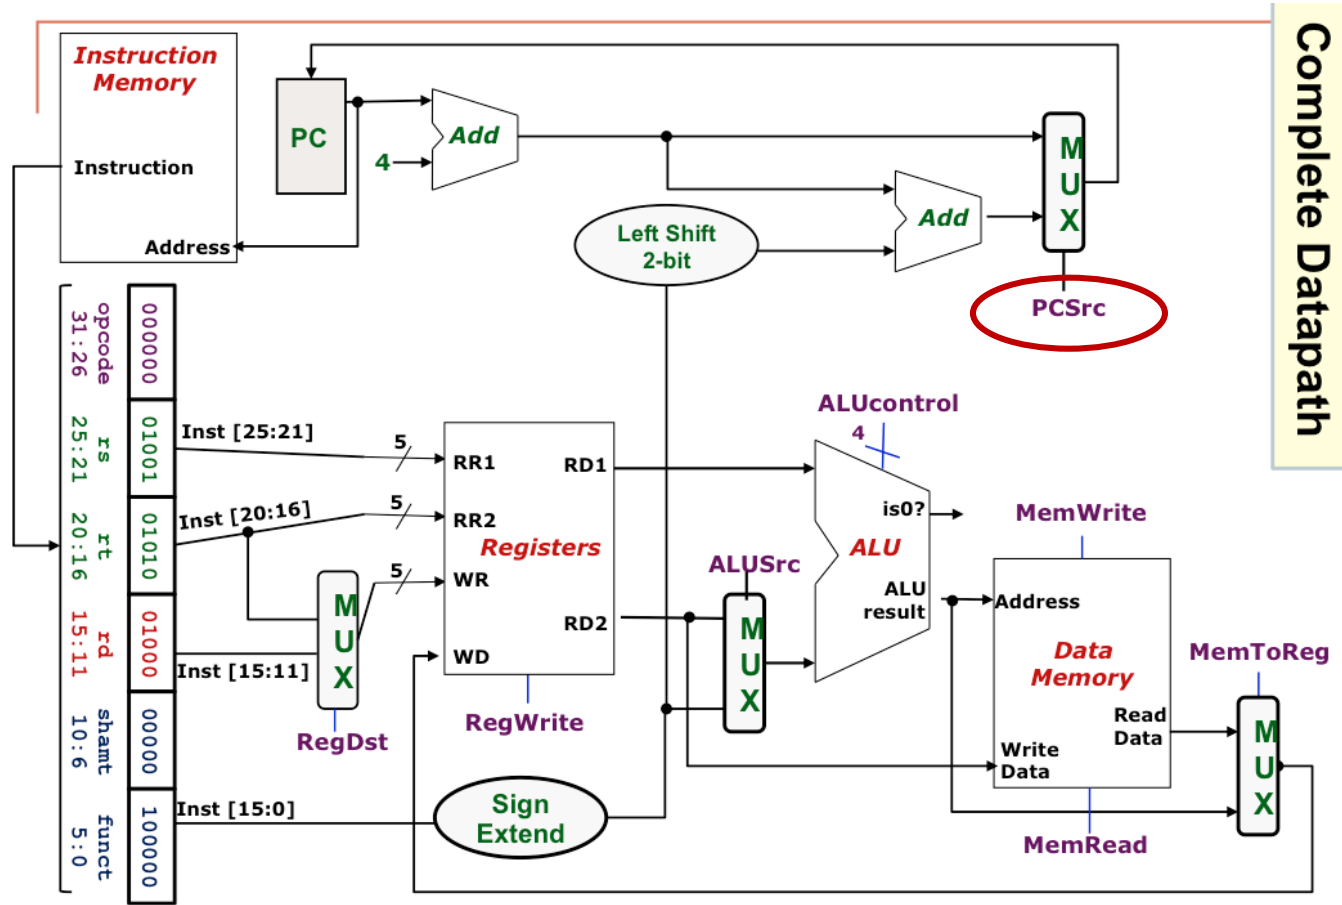 Complete Datapath
Instruction
Memory
Instruction
Address
PC
4
Add
Left Shift
2-bit
Add
MUX
PCSrc
opcode
31:26
000000
rs
25:21
01001
rt
20:16
01010
rd
15:11
01000
shamt
10:6
00000
funct
5:0
100000
Inst [25:21]
5
Inst [20:16]
5
5
Inst [15:11]
MUX
RegDst
Inst [15:0]
RR1
RR2
WR
WD
Registers
RD1
RD2
RegWrite
Sign
Extend
ALUSrc
MUX
ALUcontrol
4
is0?
ALU
ALU
result
MemWrite
Address
Data
Memory
Read
Data
Write
Data
MemRead
MemToReg
MUX